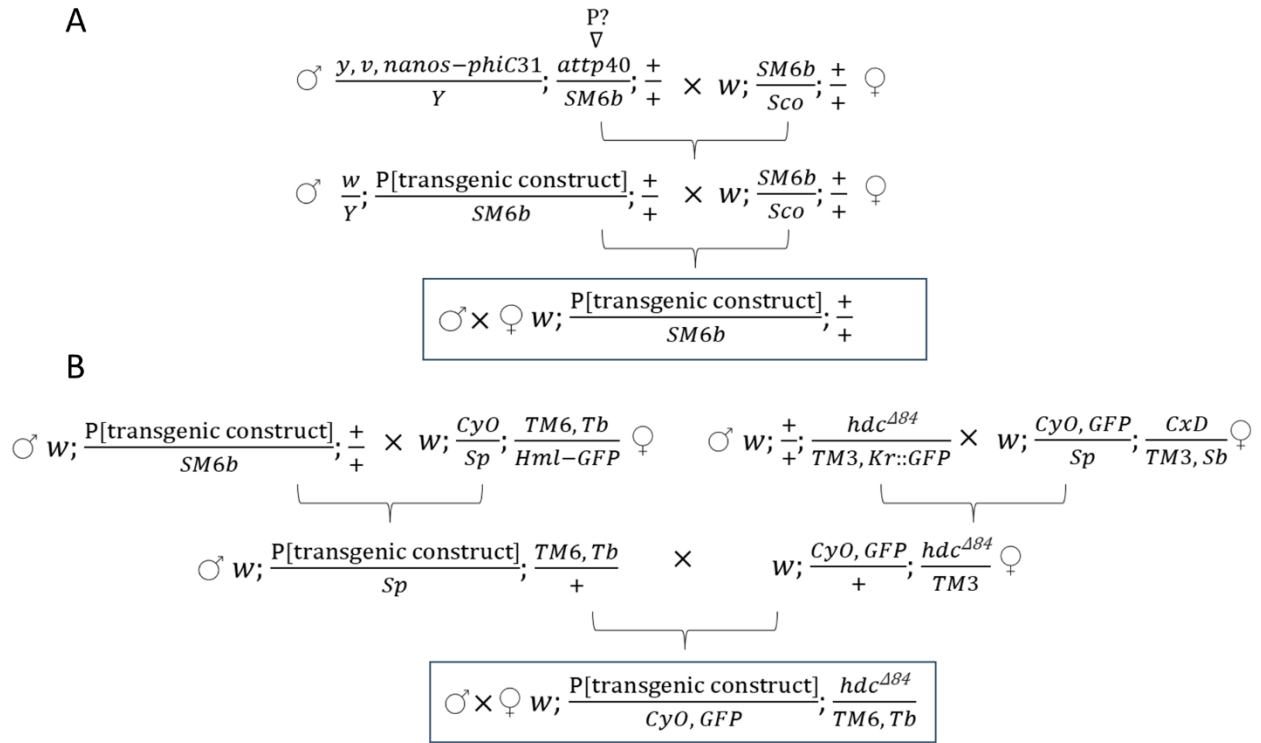 A
P?
∇
♂ y, v, nanos−phiC31 / Y ; attp40 / SM6b ; + / + × w; SM6b / Sco ; + / + ♀
♂ w / Y ; P[transgenic construct] / SM6b ; + / + × w; SM6b / Sco ; + / + ♀
♂× ♀ w; P[transgenic construct] / SM6b ; + / +
B
♂ w; P[transgenic construct] / SM6b ; + / + × w; CyO / Sp ; TM6, Tb / Hml−GFP ♀ ♂ w; + / + ; hdc^Δ84 / TM3, Kr::GFP × w; CyO, GFP / Sp ; CxD / TM3, Sb ♀
♂ w; P[transgenic construct] / Sp ; TM6, Tb / + × w; CyO, GFP / + ; hdc^Δ84 / TM3 ♀
♂× ♀ w; P[transgenic construct] / CyO, GFP ; hdc^Δ84 / TM6, Tb